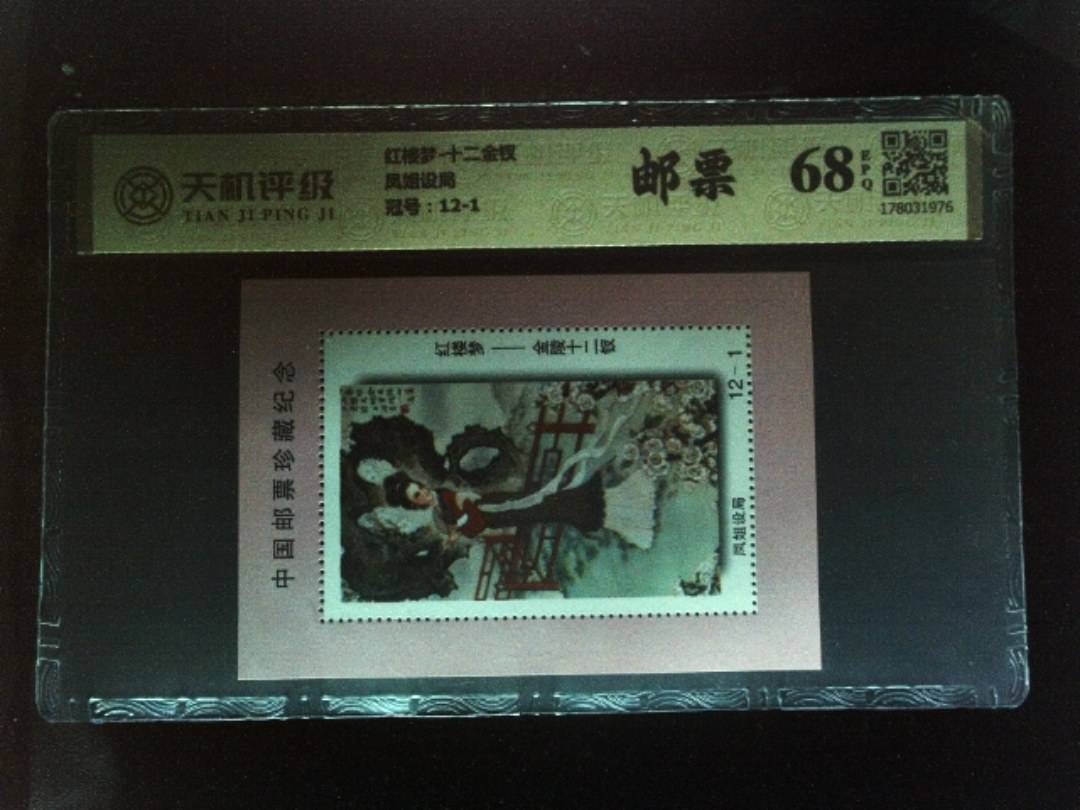 天机评级
TIAN JI PING JI
红楼梦-十二金钗
凤姐设局
冠号：12-1
邮票
68
EPQ
178031976
中国邮票珍藏纪念
红楼梦——金陵十二钗
12-1
凤姐设局